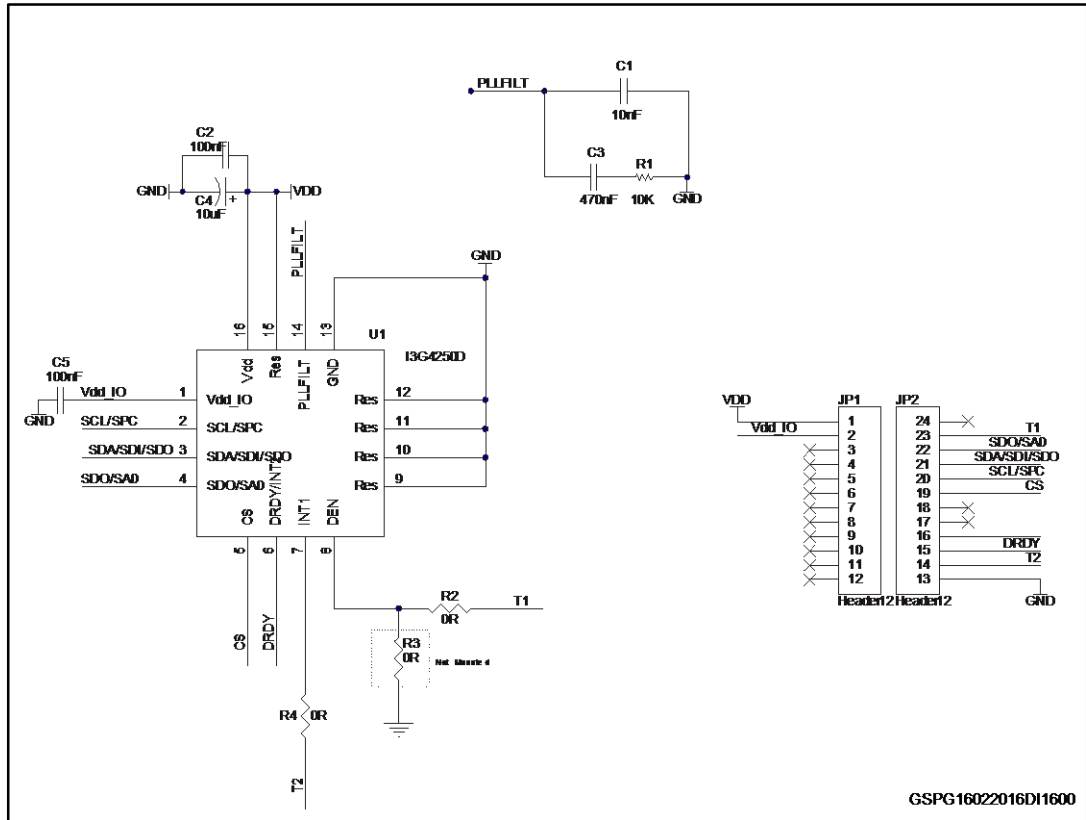 C1
PLLFILT
10nF
C2
100nF
C3
R1
GND
VDD
C4
10uF
470nF
10K
GND
PLLFILT
GND
16
15
14
13
U1
I3G4250D
C5
100nF
Vdd
Res
PLLFILT
GND
Vdd_IO
1
Vdd_IO
Res
12
GND
SCL/SPC
2
SCL/SPC
Res
11
SDA/SDI/SDO
3
SDA/SDI/SDO
Res
10
SDO/SA0
4
SDO/SA0
Res
9
CS
DRDY/INT2
INT1
DEN
5
6
7
8
CS
DRDY
R2
0R
T1
R3
0R
Not Mounted
R4
0R
T2
VDD
JP1
JP2
1
24
Vdd_IO
2
23
T1
3
22
SDO/SA0
4
21
SDA/SDI/SDO
5
20
SCL/SPC
6
19
CS
7
18
8
17
9
16
10
15
DRDY
11
14
T2
12
13
Header12
Header12
GND
GSPG16022016DI1600